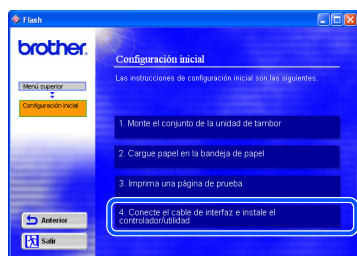 Flash
brother
Configuración inicial
Las instrucciones de configuración inicial son las siguientes.
Menú superior
Configuración inicial
1. Monte el conjunto de la unidad de tambor
2. Cargue papel en la bandeja de papel
3. Imprima una página de prueba
4. Conecte el cable de interfaz e instale el
controlador/utilidad
Anterior
Salir